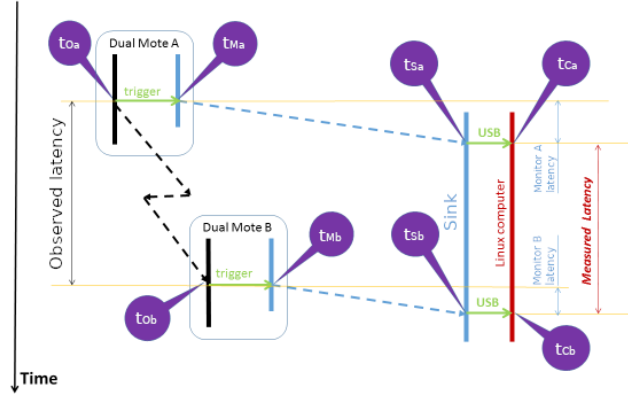 Dual Mote A
tOa
tMa
tSa
tCa
trigger
USB
Observed latency
Monitor A
latency
Sink
Linux computer
Measured Latency
Dual Mote B
tMb
tSb
Monitor B
latency
trigger
USB
tOb
tCb
Time